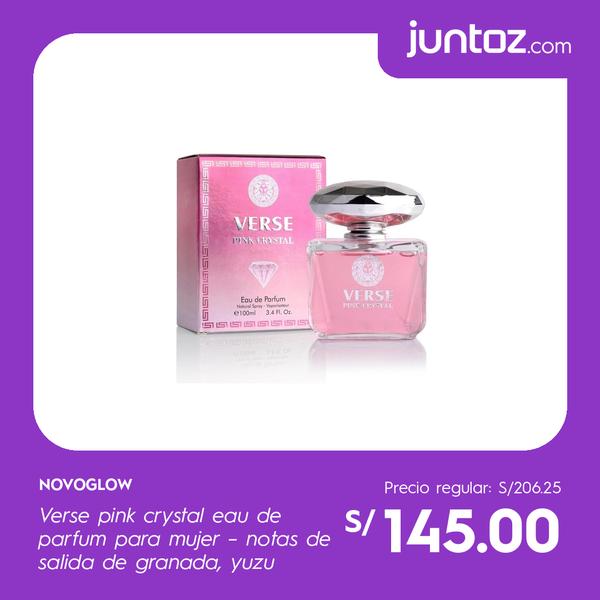 juntoz.com
VERSE
PINK CRYSTAL
Eau de Parfum
Natural Spray - Vaporisateur
℮100ml 3.4 Fl. Oz.
VERSE
PINK CRYSTAL
NOVOGLOW
Verse pink crystal eau de
parfum para mujer - notas de
salida de granada, yuzu
Precio regular: S/206.25
S/145.00